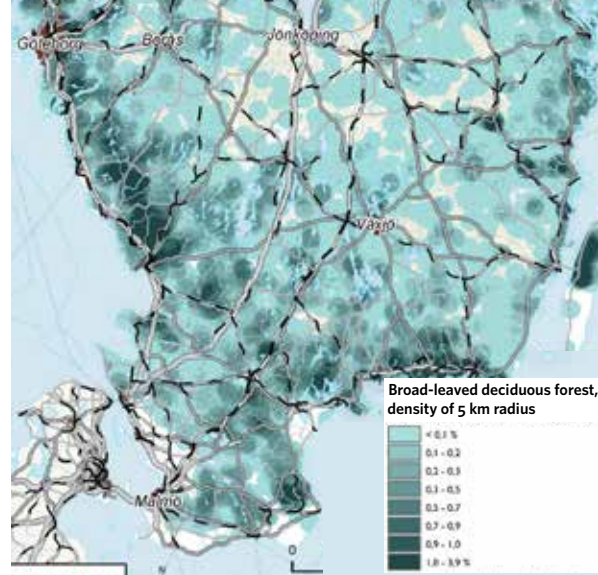 Göteborg
Borås
Jönköping
Växjö
Malmö
Broad-leaved deciduous forest,
density of 5 km radius
< 0,1 %
0,1 - 0,2
0,2 - 0,3
0,3 - 0,5
0,5 - 0,7
0,7 - 0,9
0,9 - 1,0
1,0 - 3,9 %
N
0